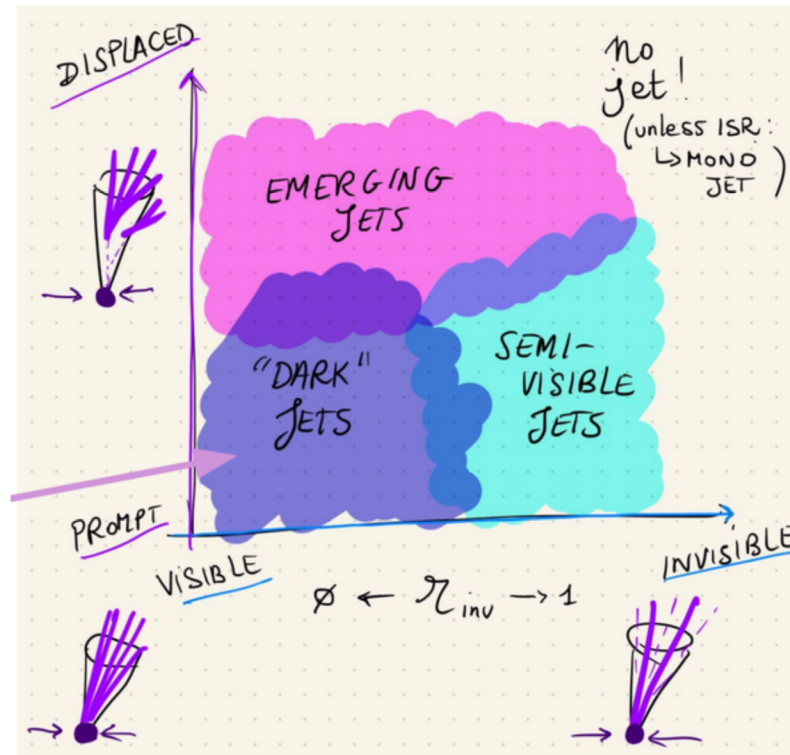 DISPLACED
no
jet!
(unless ISR:
↳ MONO
JET)
EMERGING
JETS
"DARK"
JETS
SEMI-
VISIBLE
JETS
PROMPT
VISIBLE
INVISIBLE
ø ← r_inv → 1